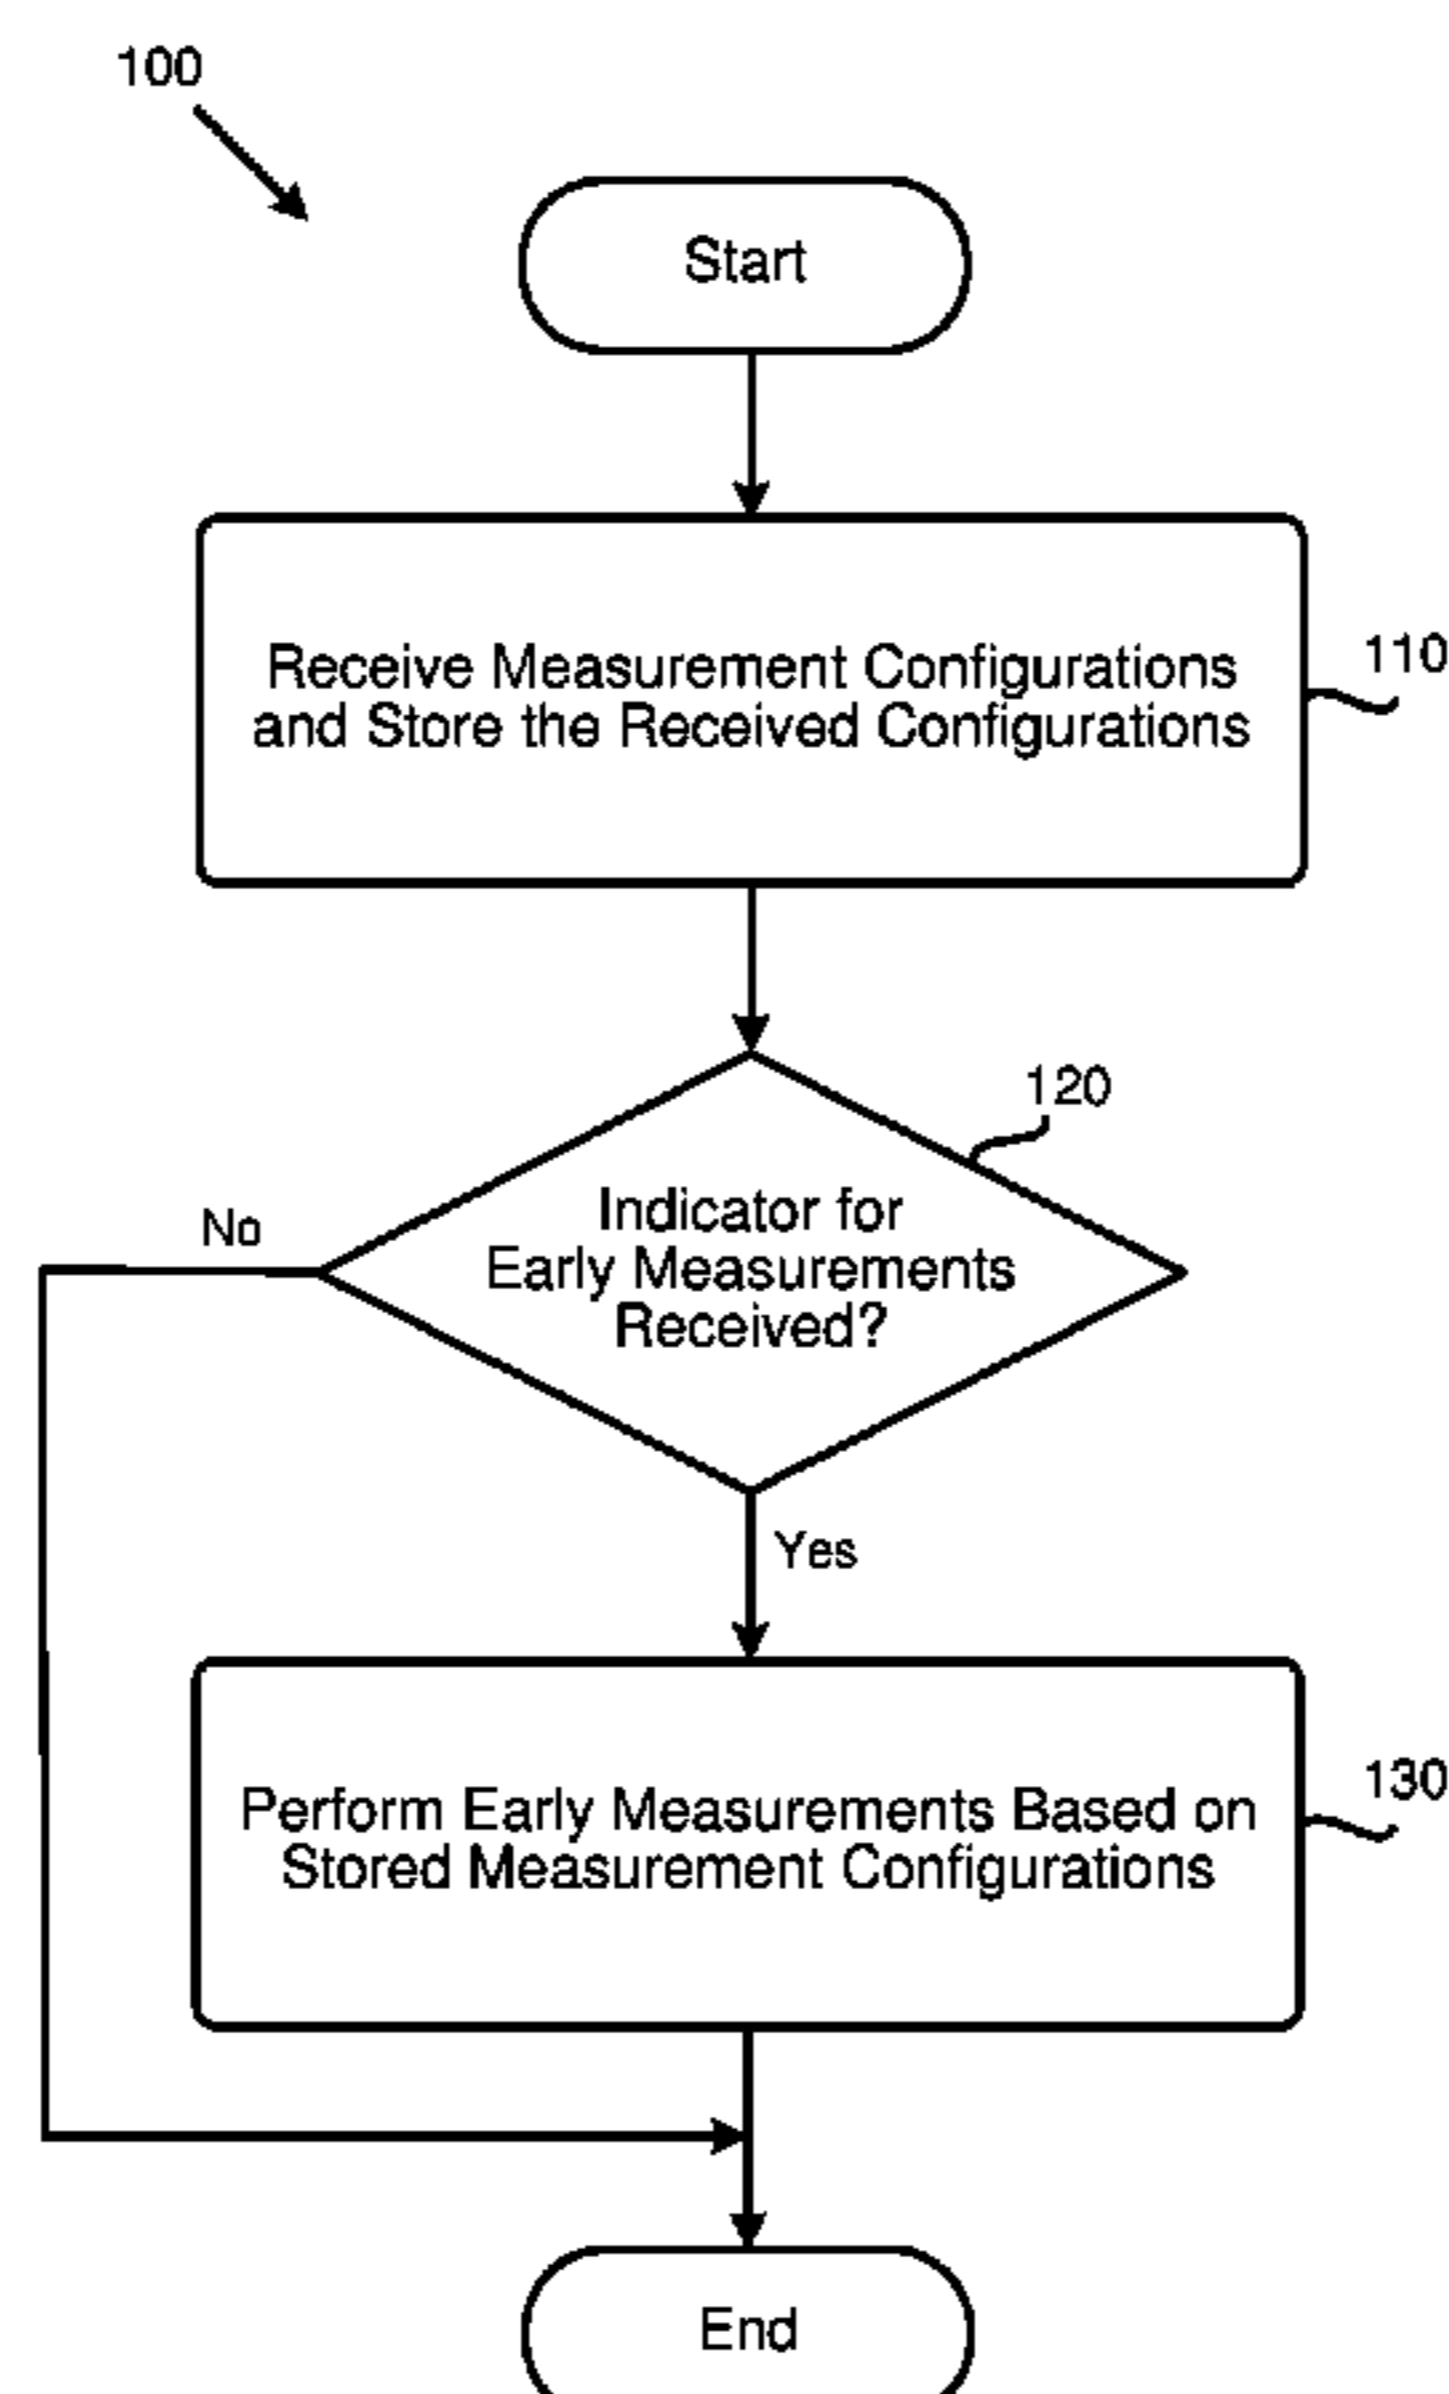 100
Start
Receive Measurement Configurations
and Store the Received Configurations
110
120
Indicator for
Early Measurements
Received?
No
Yes
Perform Early Measurements Based on
Stored Measurement Configurations
130
End